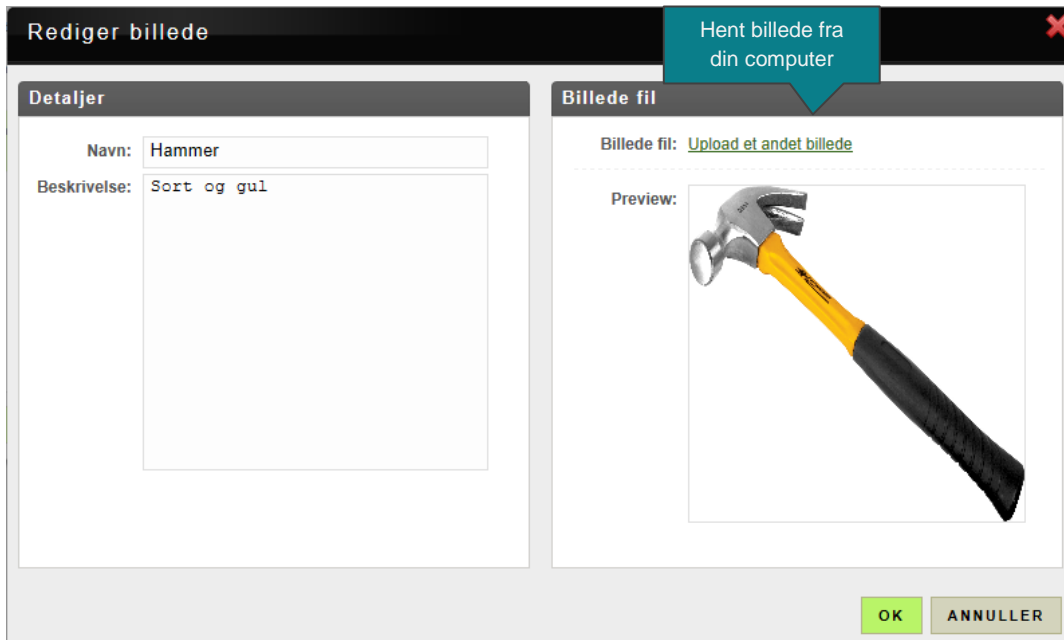 Rediger billede
Hent billede fra
din computer
Detaljer
Navn: Hammer
Beskrivelse: Sort og gul
Billede fil
Billede fil: Upload et andet billede
Preview:
OK
ANNULLER